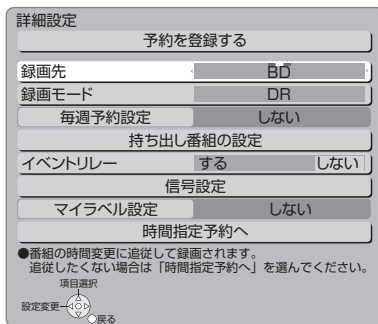 詳細設定
予約を登録する
録画先 BD
録画モード DR
毎週予約設定 しない
持ち出し番組の設定
イベントリレー する しない
信号設定
マイラベル設定 しない
時間指定予約へ
●番組の時間変更に追従して録画されます。
追従したくない場合は「時間指定予約へ」を選んでください。
項目選択
設定変更
戻る